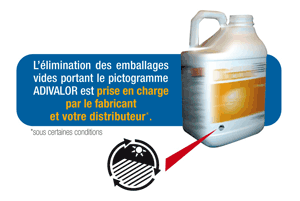 L'élimination des emballages
vides portant le pictogramme
ADIVALOR est prise en charge
par le fabricant
et votre distributeur*.
*sous certaines conditions